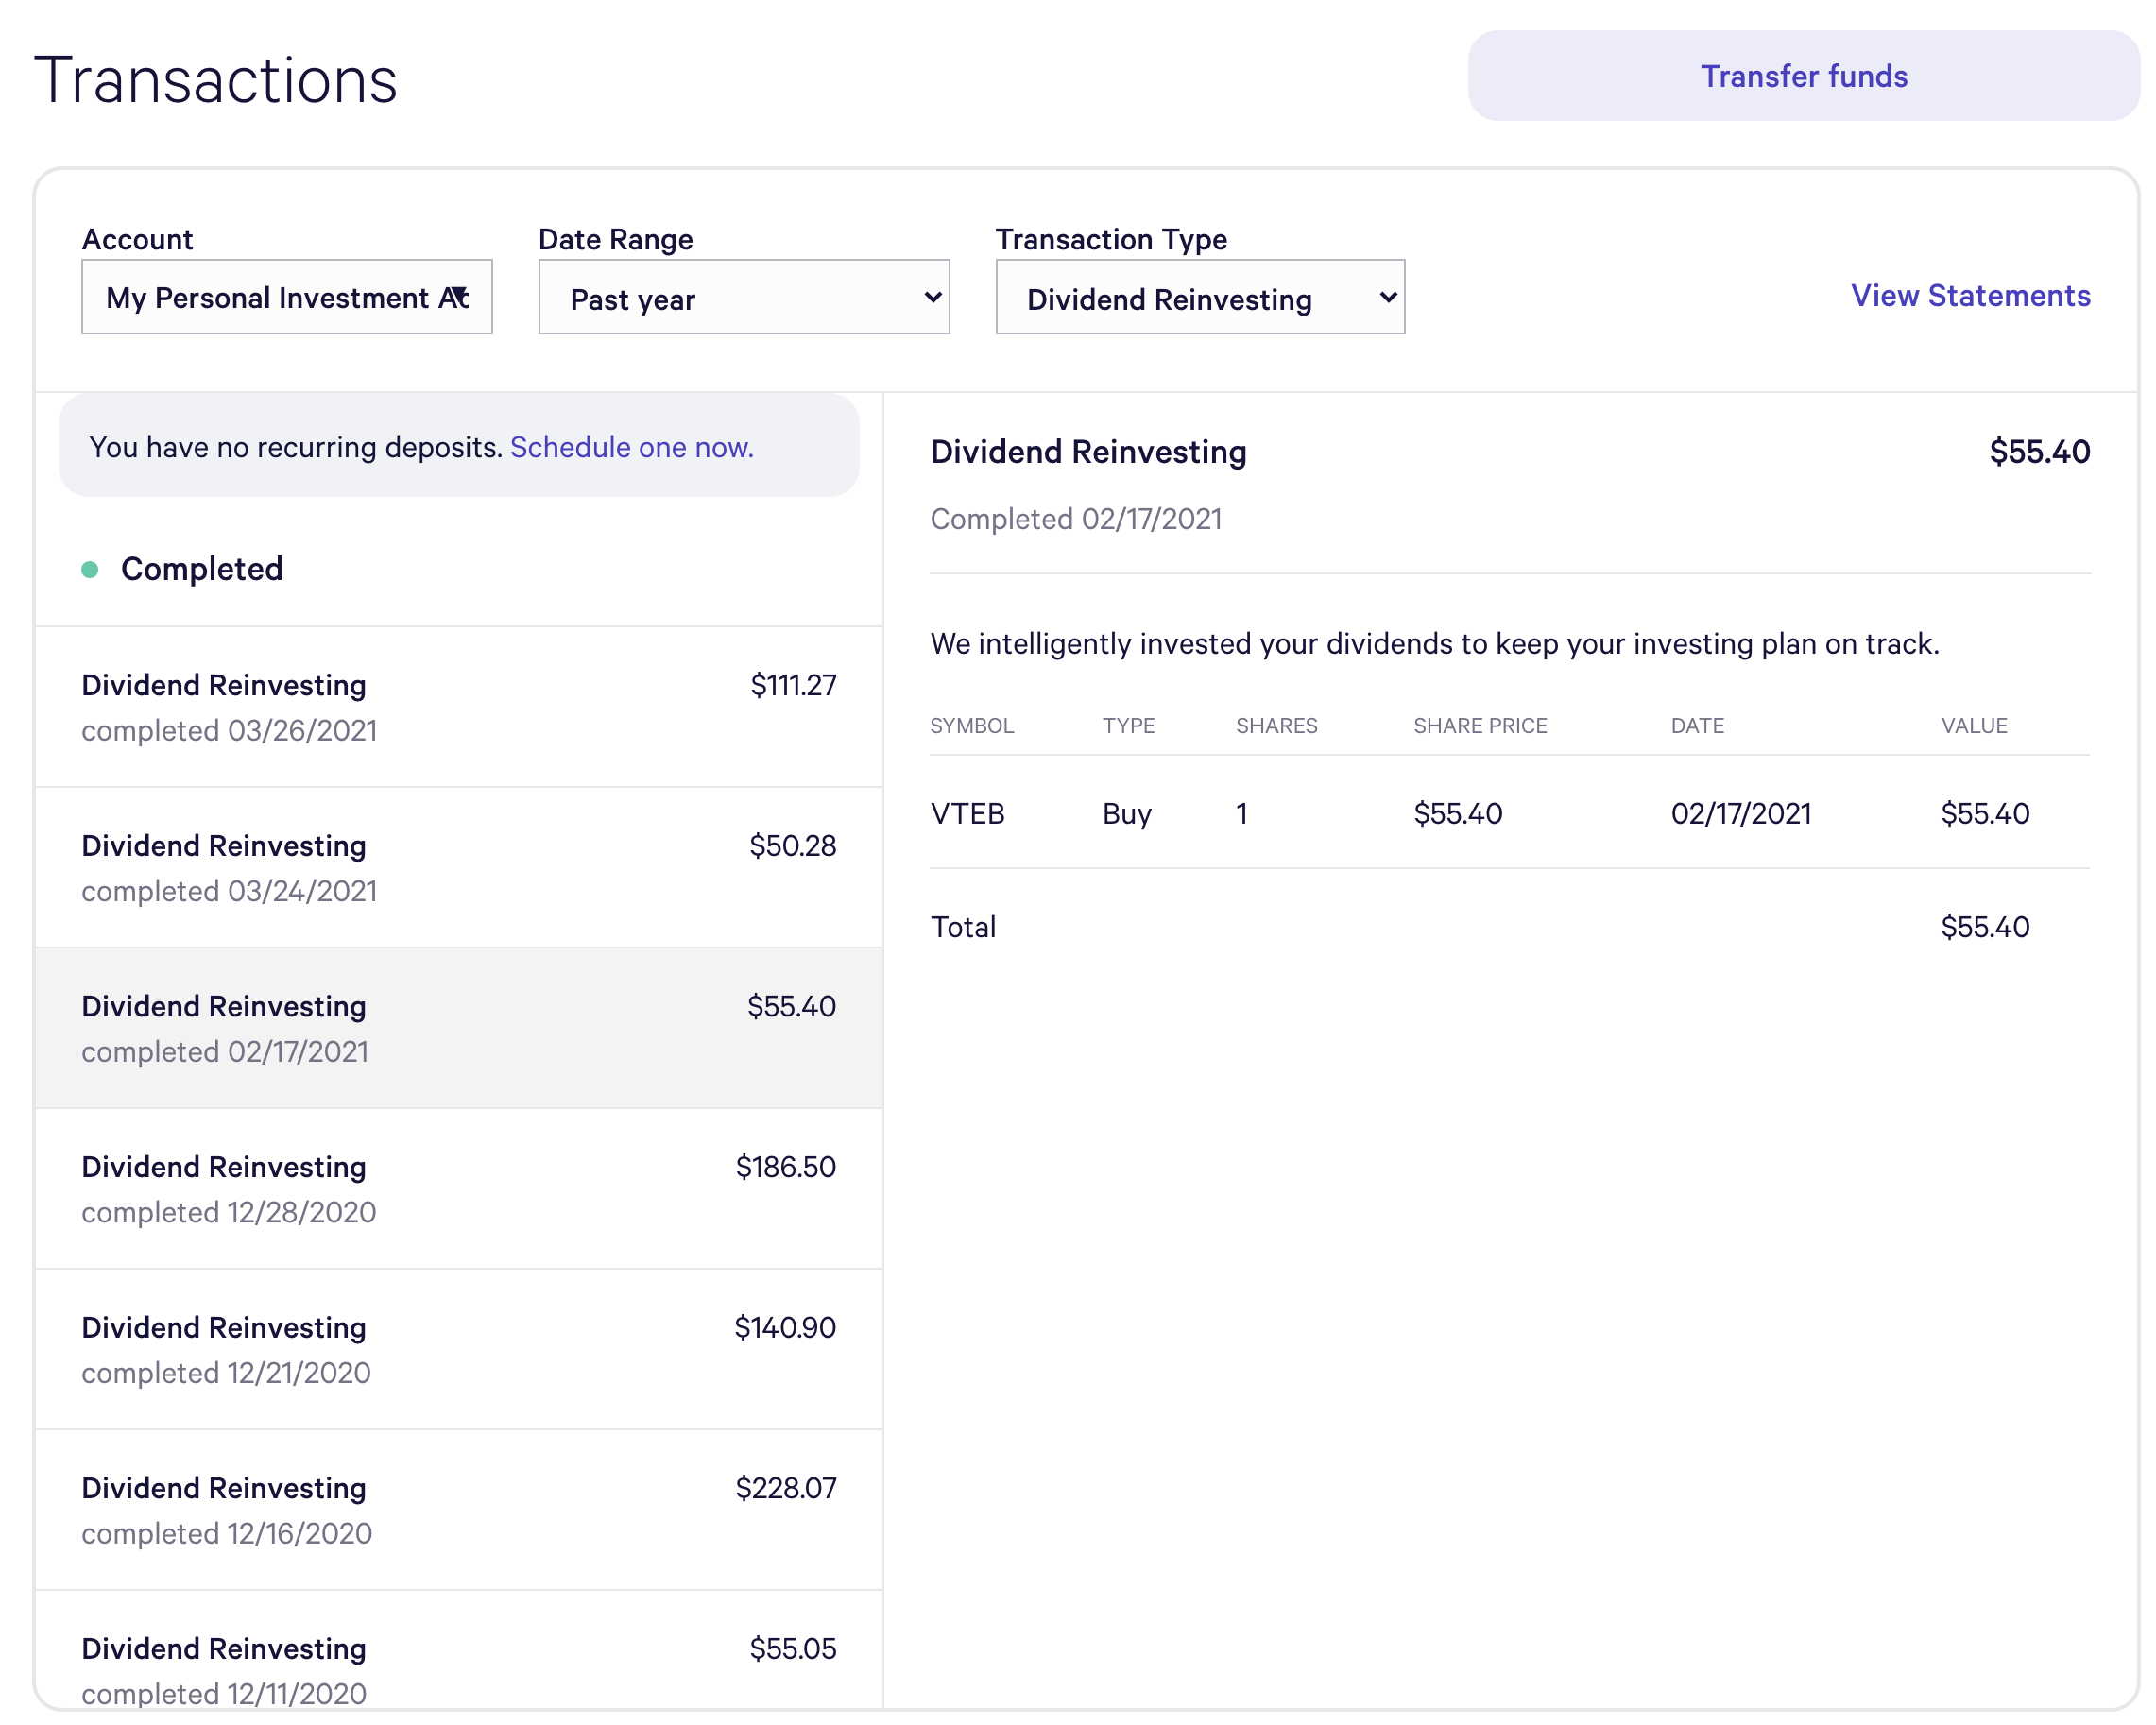 Transactions
Transfer funds
Account
Date Range
Transaction Type
My Personal Investment
Past year
Dividend Reinvesting
View Statements
You have no recurring deposits. Schedule one now.
Completed
Dividend Reinvesting $111.27
completed 03/26/2021
Dividend Reinvesting $50.28
completed 03/24/2021
Dividend Reinvesting $55.40
completed 02/17/2021
Dividend Reinvesting $186.50
completed 12/28/2020
Dividend Reinvesting $140.90
completed 12/21/2020
Dividend Reinvesting $228.07
completed 12/16/2020
Dividend Reinvesting $55.05
completed 12/11/2020
Dividend Reinvesting $55.40
Completed 02/17/2021
We intelligently invested your dividends to keep your investing plan on track.
SYMBOL TYPE SHARES SHARE PRICE DATE VALUE
VTEB Buy 1 $55.40 02/17/2021 $55.40
Total $55.40